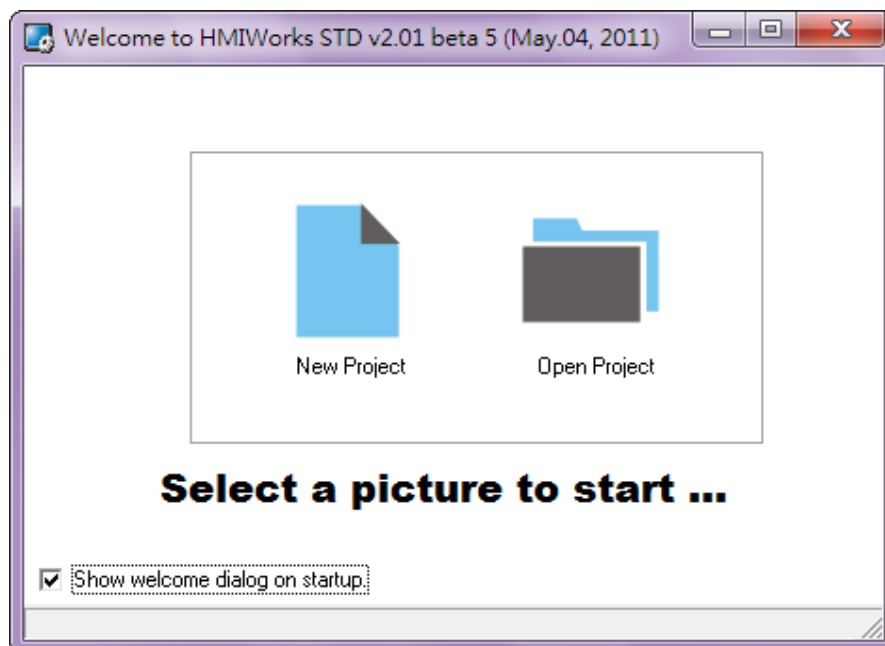 Welcome to HMIWorks STD v2.01 beta 5 (May.04, 2011)
New Project
Open Project
Select a picture to start ...
Show welcome dialog on startup.